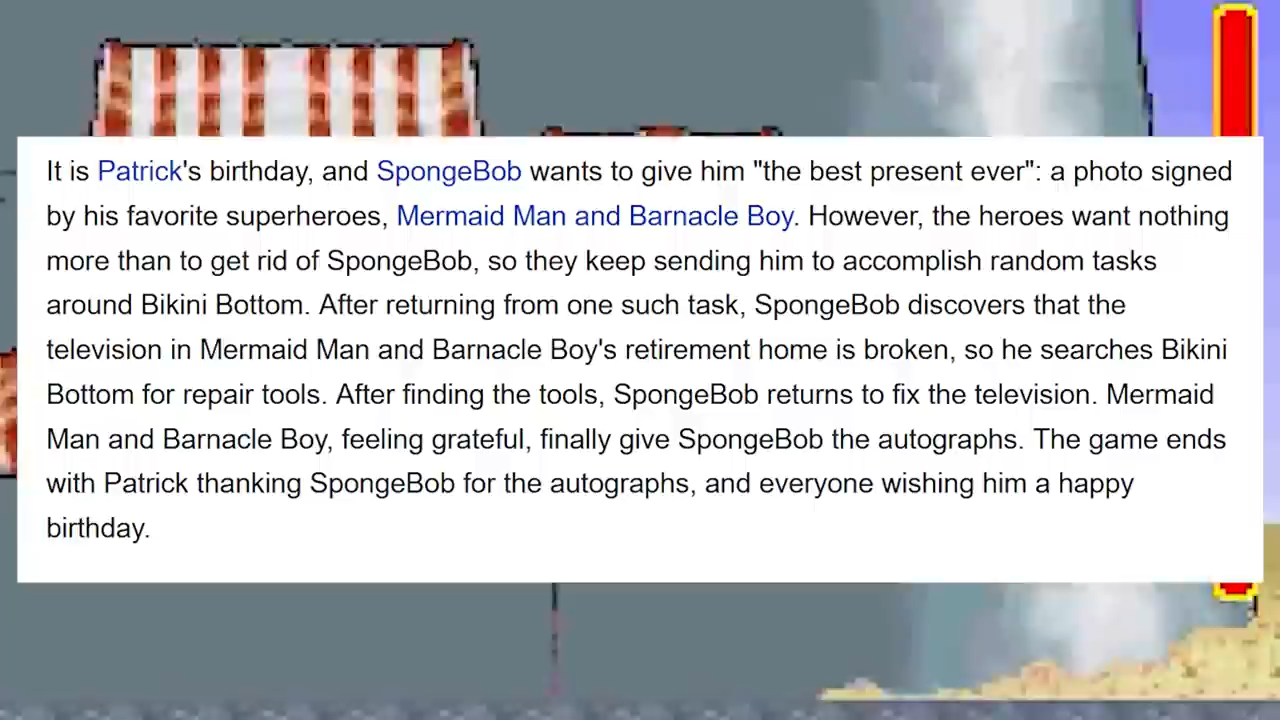 It is Patrick's birthday, and SpongeBob wants to give him "the best present ever": a photo signed
by his favorite superheroes, Mermaid Man and Barnacle Boy. However, the heroes want nothing
more than to get rid of SpongeBob, so they keep sending him to accomplish random tasks
around Bikini Bottom. After returning from one such task, SpongeBob discovers that the
television in Mermaid Man and Barnacle Boy's retirement home is broken, so he searches Bikini
Bottom for repair tools. After finding the tools, SpongeBob returns to fix the television. Mermaid
Man and Barnacle Boy, feeling grateful, finally give SpongeBob the autographs. The game ends
with Patrick thanking SpongeBob for the autographs, and everyone wishing him a happy
birthday.